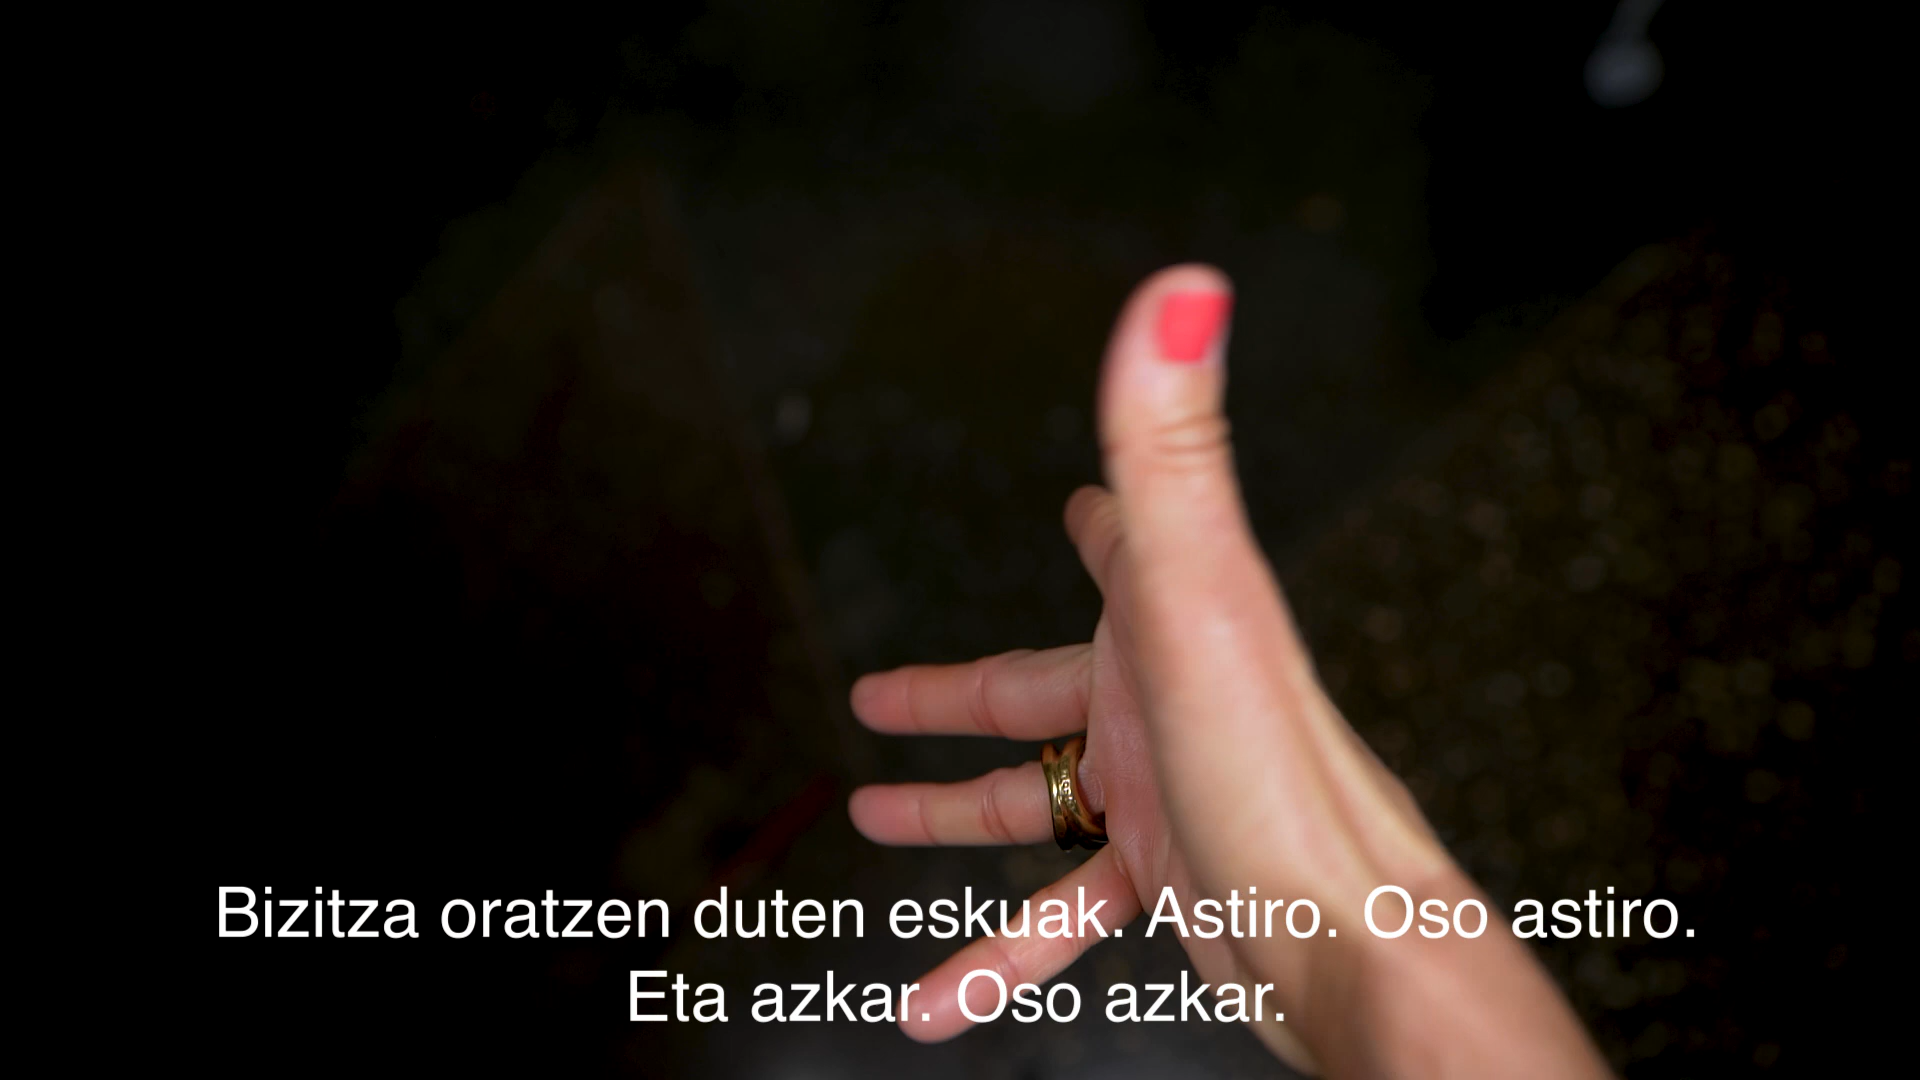 Bizitza oratzen duten eskuak. Astiro. Oso astiro.
Eta azkar. Oso azkar.